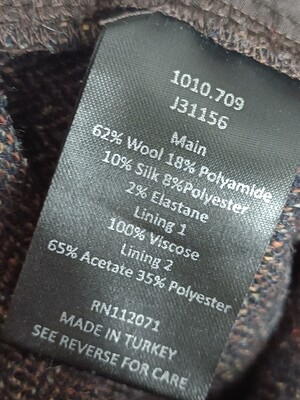 1010.709
J31156
Main
62% Wool 18% Polyamide
10% Silk 8%Polyester
2% Elastane
Lining 1
100% Viscose
Lining 2
65% Acetate 35% Polyester
RN112071
MADE IN TURKEY
SEE REVERSE FOR CARE